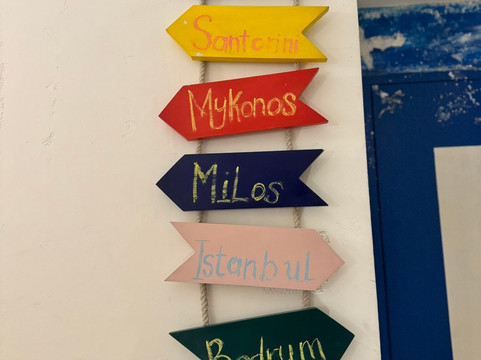 Santorini
Mykonos
MiLos
Istanbul
Bodrum